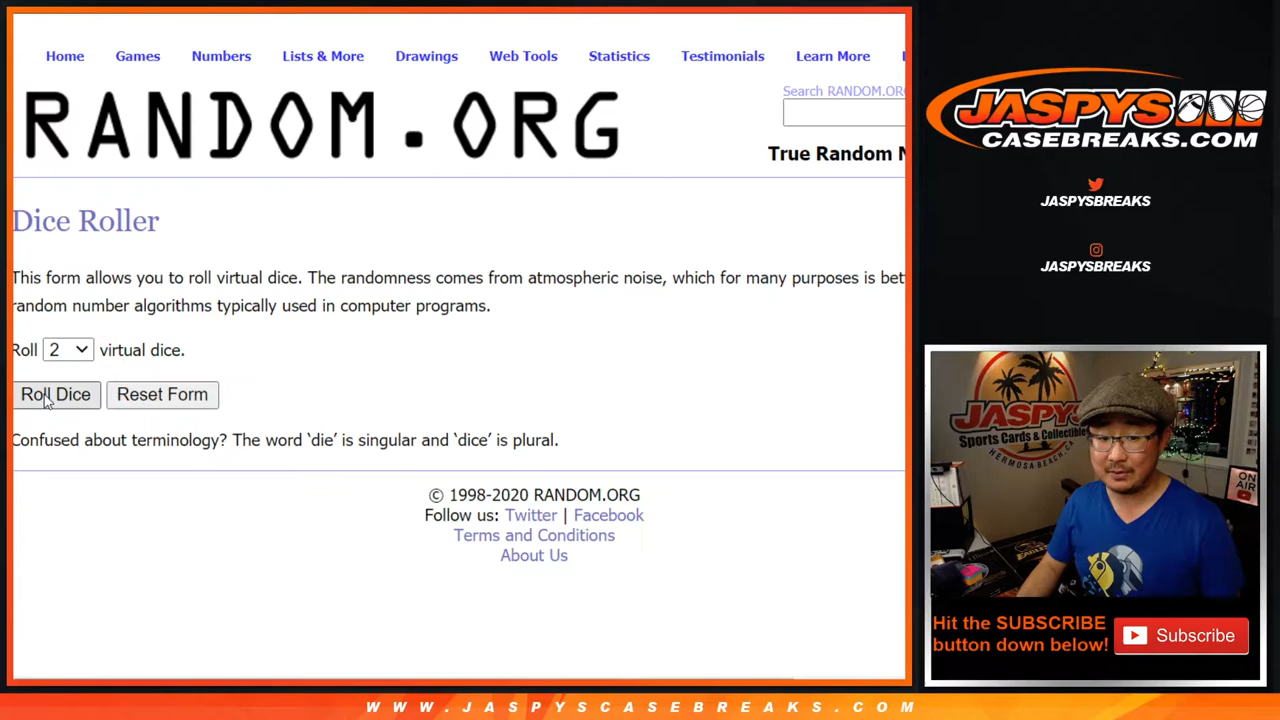 Home Games Numbers Lists & More Drawings Web Tools Statistics Testimonials Learn More
RANDOM.ORG
Search RANDOM.ORG
True Random N
Dice Roller
This form allows you to roll virtual dice. The randomness comes from atmospheric noise, which for many purposes is bet
random number algorithms typically used in computer programs.
Roll 2 virtual dice.
Roll Dice Reset Form
Confused about terminology? The word ‘die’ is singular and ‘dice’ is plural.
© 1998-2020 RANDOM.ORG
Follow us: Twitter | Facebook
Terms and Conditions
About Us
JASPYS
CASEBREAKS.COM
JASPYSBREAKS
JASPYSBREAKS
JASPYS
Sports Cards & Collectibles
HERMOSA BEACH, CA
ON
AIR
EAGLES
Hit the SUBSCRIBE
button down below!
Subscribe
WWW.JASPYSCASEBREAKS.COM